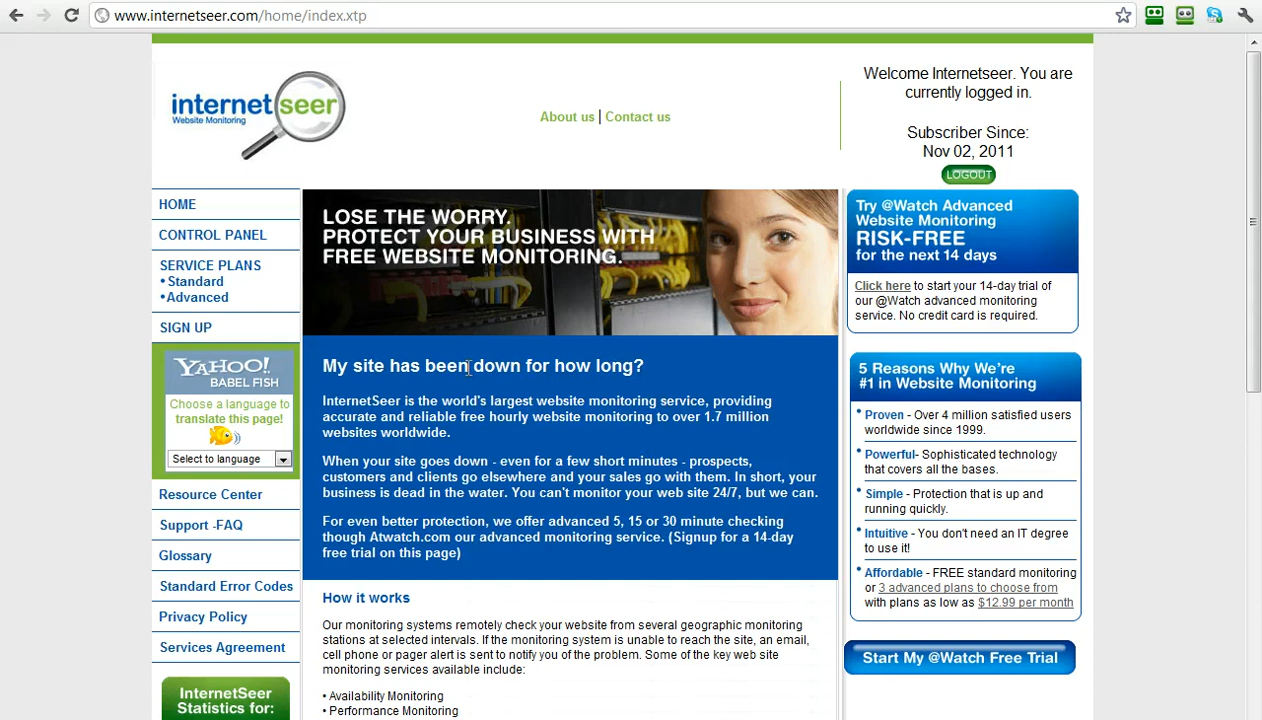 www.internetseer.com/home/index.xtp
internetseer
Website Monitoring
About us | Contact us
Welcome Internetseer. You are
currently logged in.
Subscriber Since:
Nov 02, 2011
LOGOUT
HOME
CONTROL PANEL
SERVICE PLANS
•Standard
•Advanced
SIGN UP
YAHOO!
BABEL FISH
Choose a language to
translate this page!
Select to language
Resource Center
Support -FAQ
Glossary
Standard Error Codes
Privacy Policy
Services Agreement
InternetSeer
Statistics for:
LOSE THE WORRY.
PROTECT YOUR BUSINESS WITH
FREE WEBSITE MONITORING.
My site has been down for how long?
InternetSeer is the world's largest website monitoring service, providing
accurate and reliable free hourly website monitoring to over 1.7 million
websites worldwide.
When your site goes down - even for a few short minutes - prospects,
customers and clients go elsewhere and your sales go with them. In short, your
business is dead in the water. You can't monitor your web site 24/7, but we can.
For even better protection, we offer advanced 5, 15 or 30 minute checking
though Atwatch.com our advanced monitoring service. (Signup for a 14-day
free trial on this page)
How it works
Our monitoring systems remotely check your website from several geographic monitoring
stations at selected intervals. If the monitoring system is unable to reach the site, an email,
cell phone or pager alert is sent to notify you of the problem. Some of the key web site
monitoring services available include:
• Availability Monitoring
• Performance Monitoring
Try @Watch Advanced
Website Monitoring
RISK-FREE
for the next 14 days
Click here to start your 14-day trial of
our @Watch advanced monitoring
service. No credit card is required.
5 Reasons Why We're
#1 in Website Monitoring
• Proven - Over 4 million satisfied users
worldwide since 1999.
• Powerful- Sophisticated technology
that covers all the bases.
• Simple - Protection that is up and
running quickly.
• Intuitive - You don't need an IT degree
to use it!
• Affordable - FREE standard monitoring
or 3 advanced plans to choose from
with plans as low as $12.99 per month
Start My @Watch Free Trial